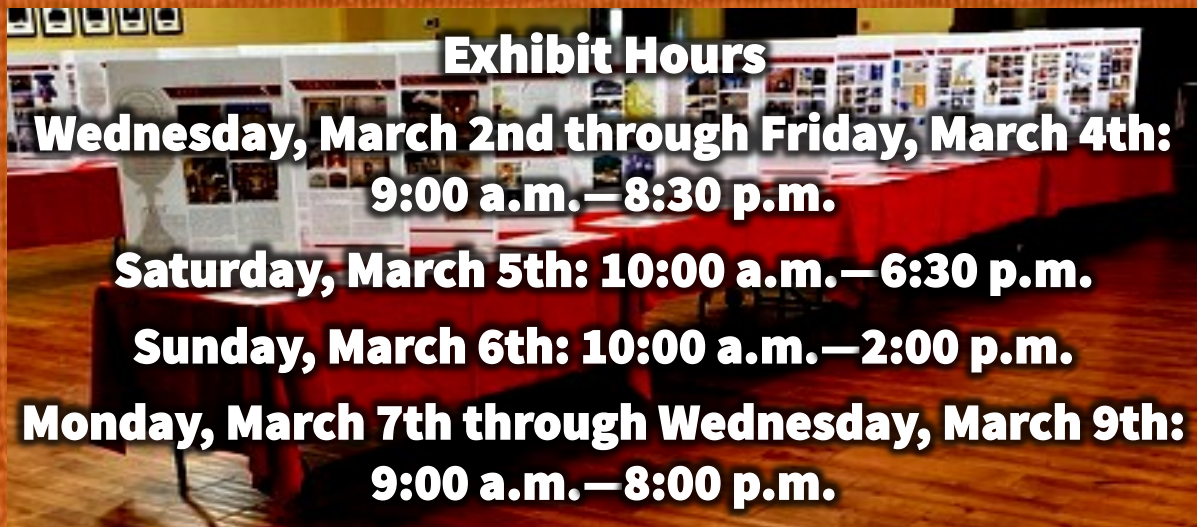 Exhibit Hours
Wednesday, March 2nd through Friday, March 4th:
9:00 a.m.—8:30 p.m.
Saturday, March 5th: 10:00 a.m.—6:30 p.m.
Sunday, March 6th: 10:00 a.m.—2:00 p.m.
Monday, March 7th through Wednesday, March 9th:
9:00 a.m.—8:00 p.m.